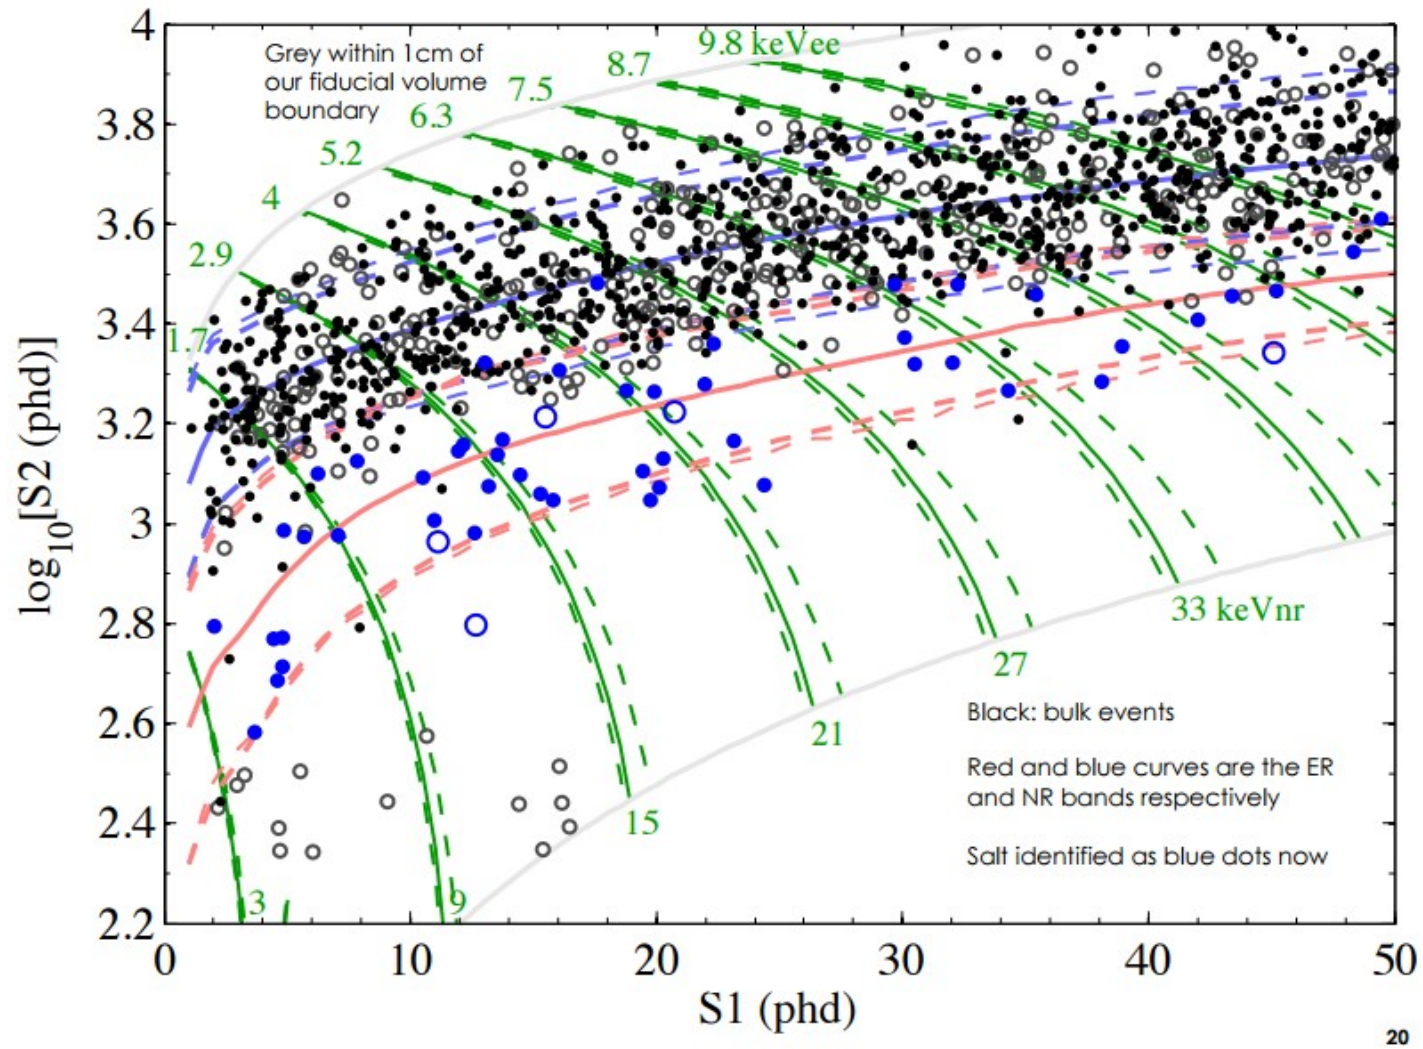 4
3.8
3.6
3.4
3.2
3
2.8
2.6
2.4
2.2
log10[S2 (phd)]
Grey within 1cm of
our fiducial volume
boundary
1.7
2.9
4
5.2
6.3
7.5
8.7
9.8 keVee
3
9
15
21
27
33 keVnr
Black: bulk events
Red and blue curves are the ER
and NR bands respectively
Salt identified as blue dots now
0 10 20 30 40 50
S1 (phd)
20